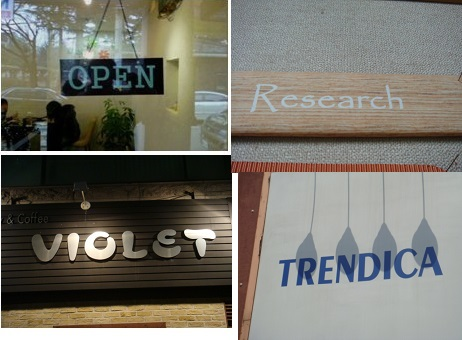 OPEN
Research
& Coffee
VIOLET
TRENDICA